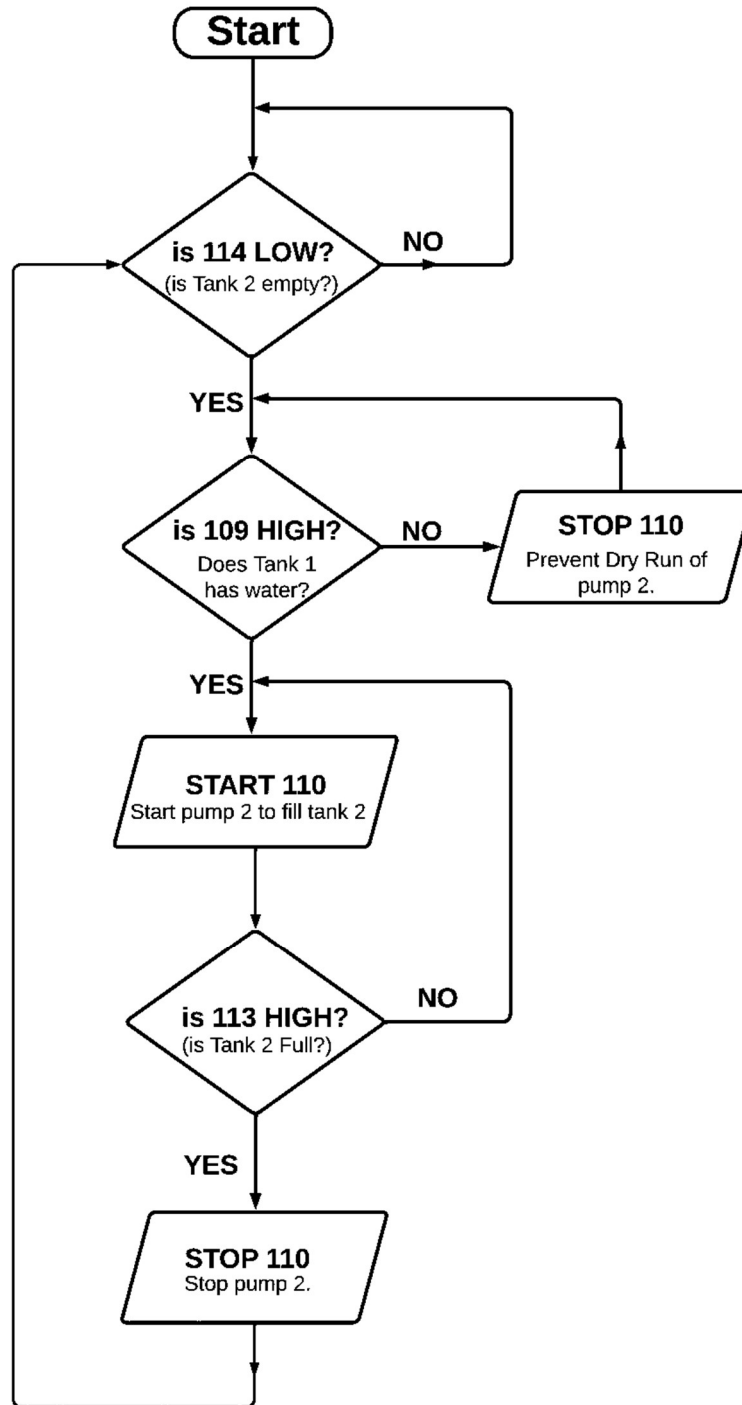 Start
is 114 LOW?
(is Tank 2 empty?)
NO
YES
is 109 HIGH?
Does Tank 1
has water?
NO
STOP 110
Prevent Dry Run of
pump 2.
YES
START 110
Start pump 2 to fill tank 2
is 113 HIGH?
(is Tank 2 Full?)
NO
YES
STOP 110
Stop pump 2.